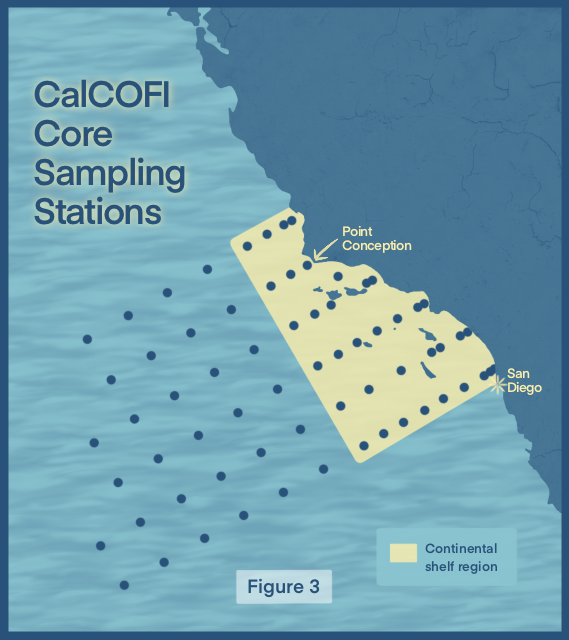 CalCOFI
Core
Sampling
Stations
Point
Conception
San
Diego
Continental
shelf region
Figure 3